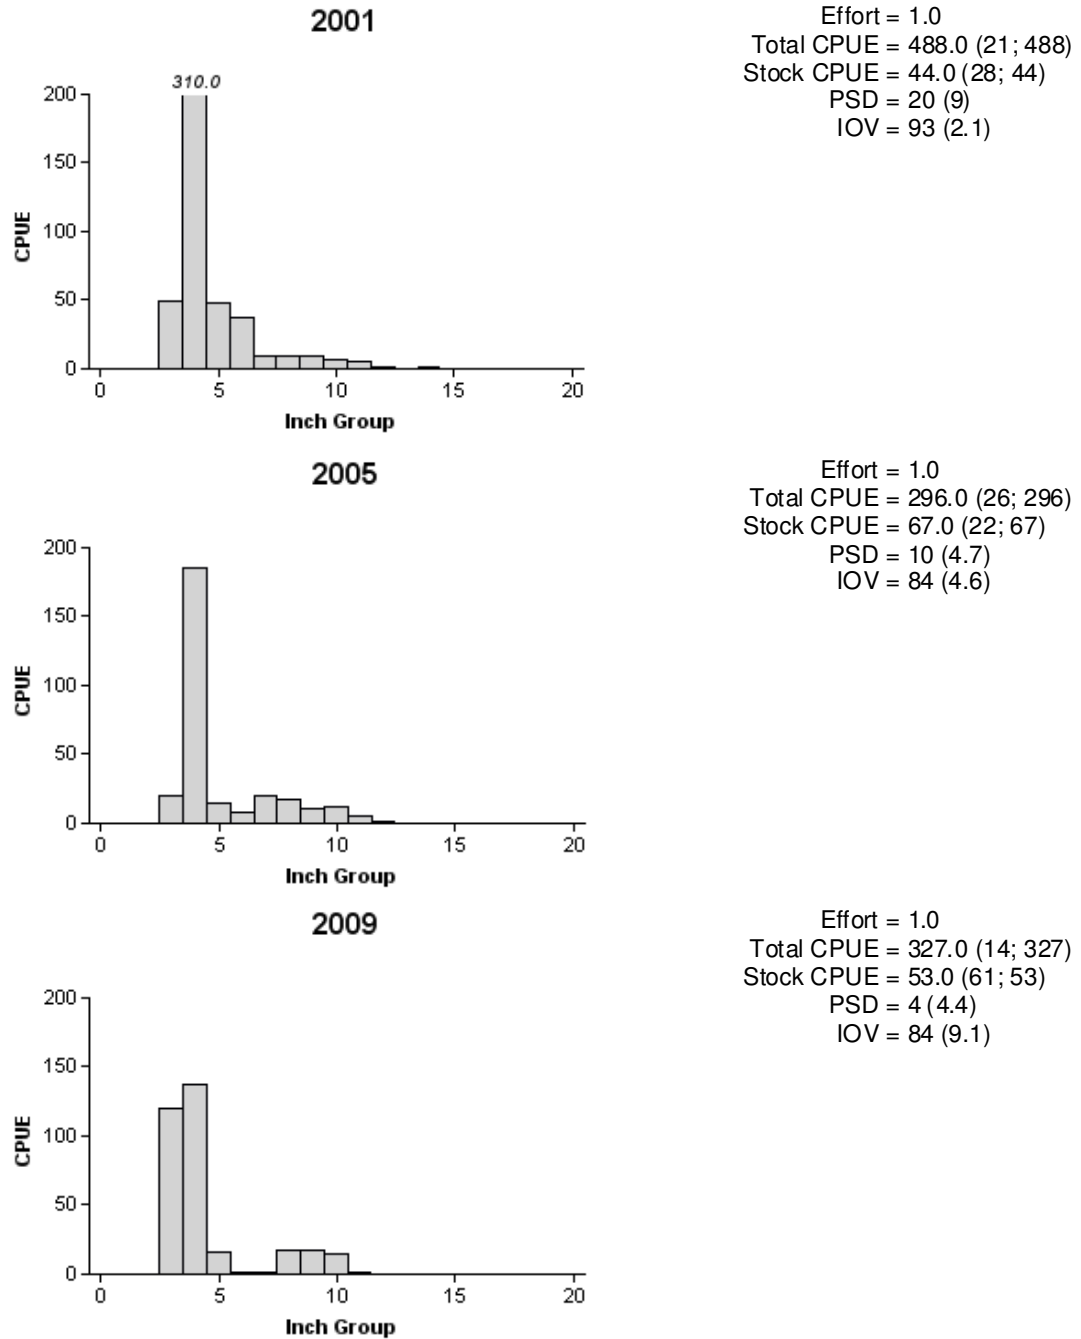 2001
Effort = 1.0
Total CPUE = 488.0 (21; 488)
Stock CPUE = 44.0 (28; 44)
PSD = 20 (9)
IOV = 93 (2.1)
310.0
200
150
100
50
0
CPUE
0 5 10 15 20
Inch Group
2005
Effort = 1.0
Total CPUE = 296.0 (26; 296)
Stock CPUE = 67.0 (22; 67)
PSD = 10 (4.7)
IOV = 84 (4.6)
200
150
100
50
0
CPUE
0 5 10 15 20
Inch Group
2009
Effort = 1.0
Total CPUE = 327.0 (14; 327)
Stock CPUE = 53.0 (61; 53)
PSD = 4 (4.4)
IOV = 84 (9.1)
200
150
100
50
0
CPUE
0 5 10 15 20
Inch Group